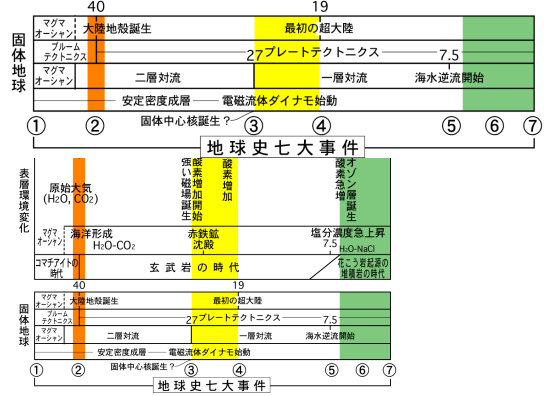 40 19
マグマ
オーシャン
大陸地殻誕生 最初の超大陸
プルーム
テクトニクス
27 プレートテクトニクス 7.5
固体地球
マグマ
オーシャン
二層対流 一層対流 海水逆流開始
安定密度成層 電磁流体ダイナモ始動
固体中心核誕生？
① ② ③ ④ ⑤ ⑥ ⑦
地球史七大事件
表層環境変化
原始大気
(H2O, CO2)
強い磁場誕生
酸素増加開始
酸素増加
酸素急増
オゾン層誕生
マグマ
オーシャン
海洋形成
H2O-CO2
赤鉄鉱
沈殿
塩分濃度急上昇
7.5 H2O-NaCl
コマチアイトの
時代
玄武岩の時代
花こう岩起源の
堆積岩の時代
40 19
マグマ
オーシャン
大陸地殻誕生 最初の超大陸
プルーム
テクトニクス
27 プレートテクトニクス 7.5
固体地球
マグマ
オーシャン
二層対流 一層対流 海水逆流開始
安定密度成層 電磁流体ダイナモ始動
固体中心核誕生？
① ② ③ ④ ⑤ ⑥ ⑦
地球史七大事件